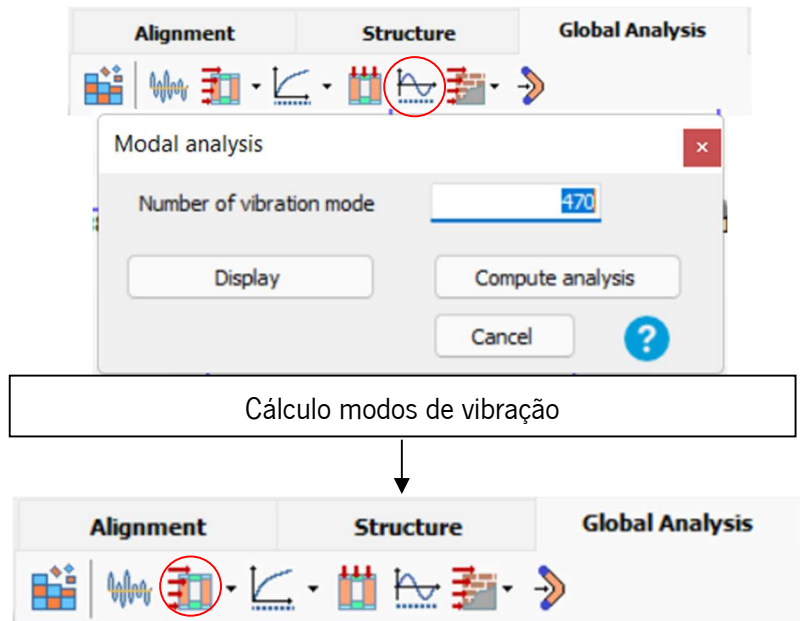 Alignment Structure Global Analysis
Modal analysis
×
Number of vibration mode 470
Display Compute analysis
Cancel ?
Cálculo modos de vibração
Alignment Structure Global Analysis